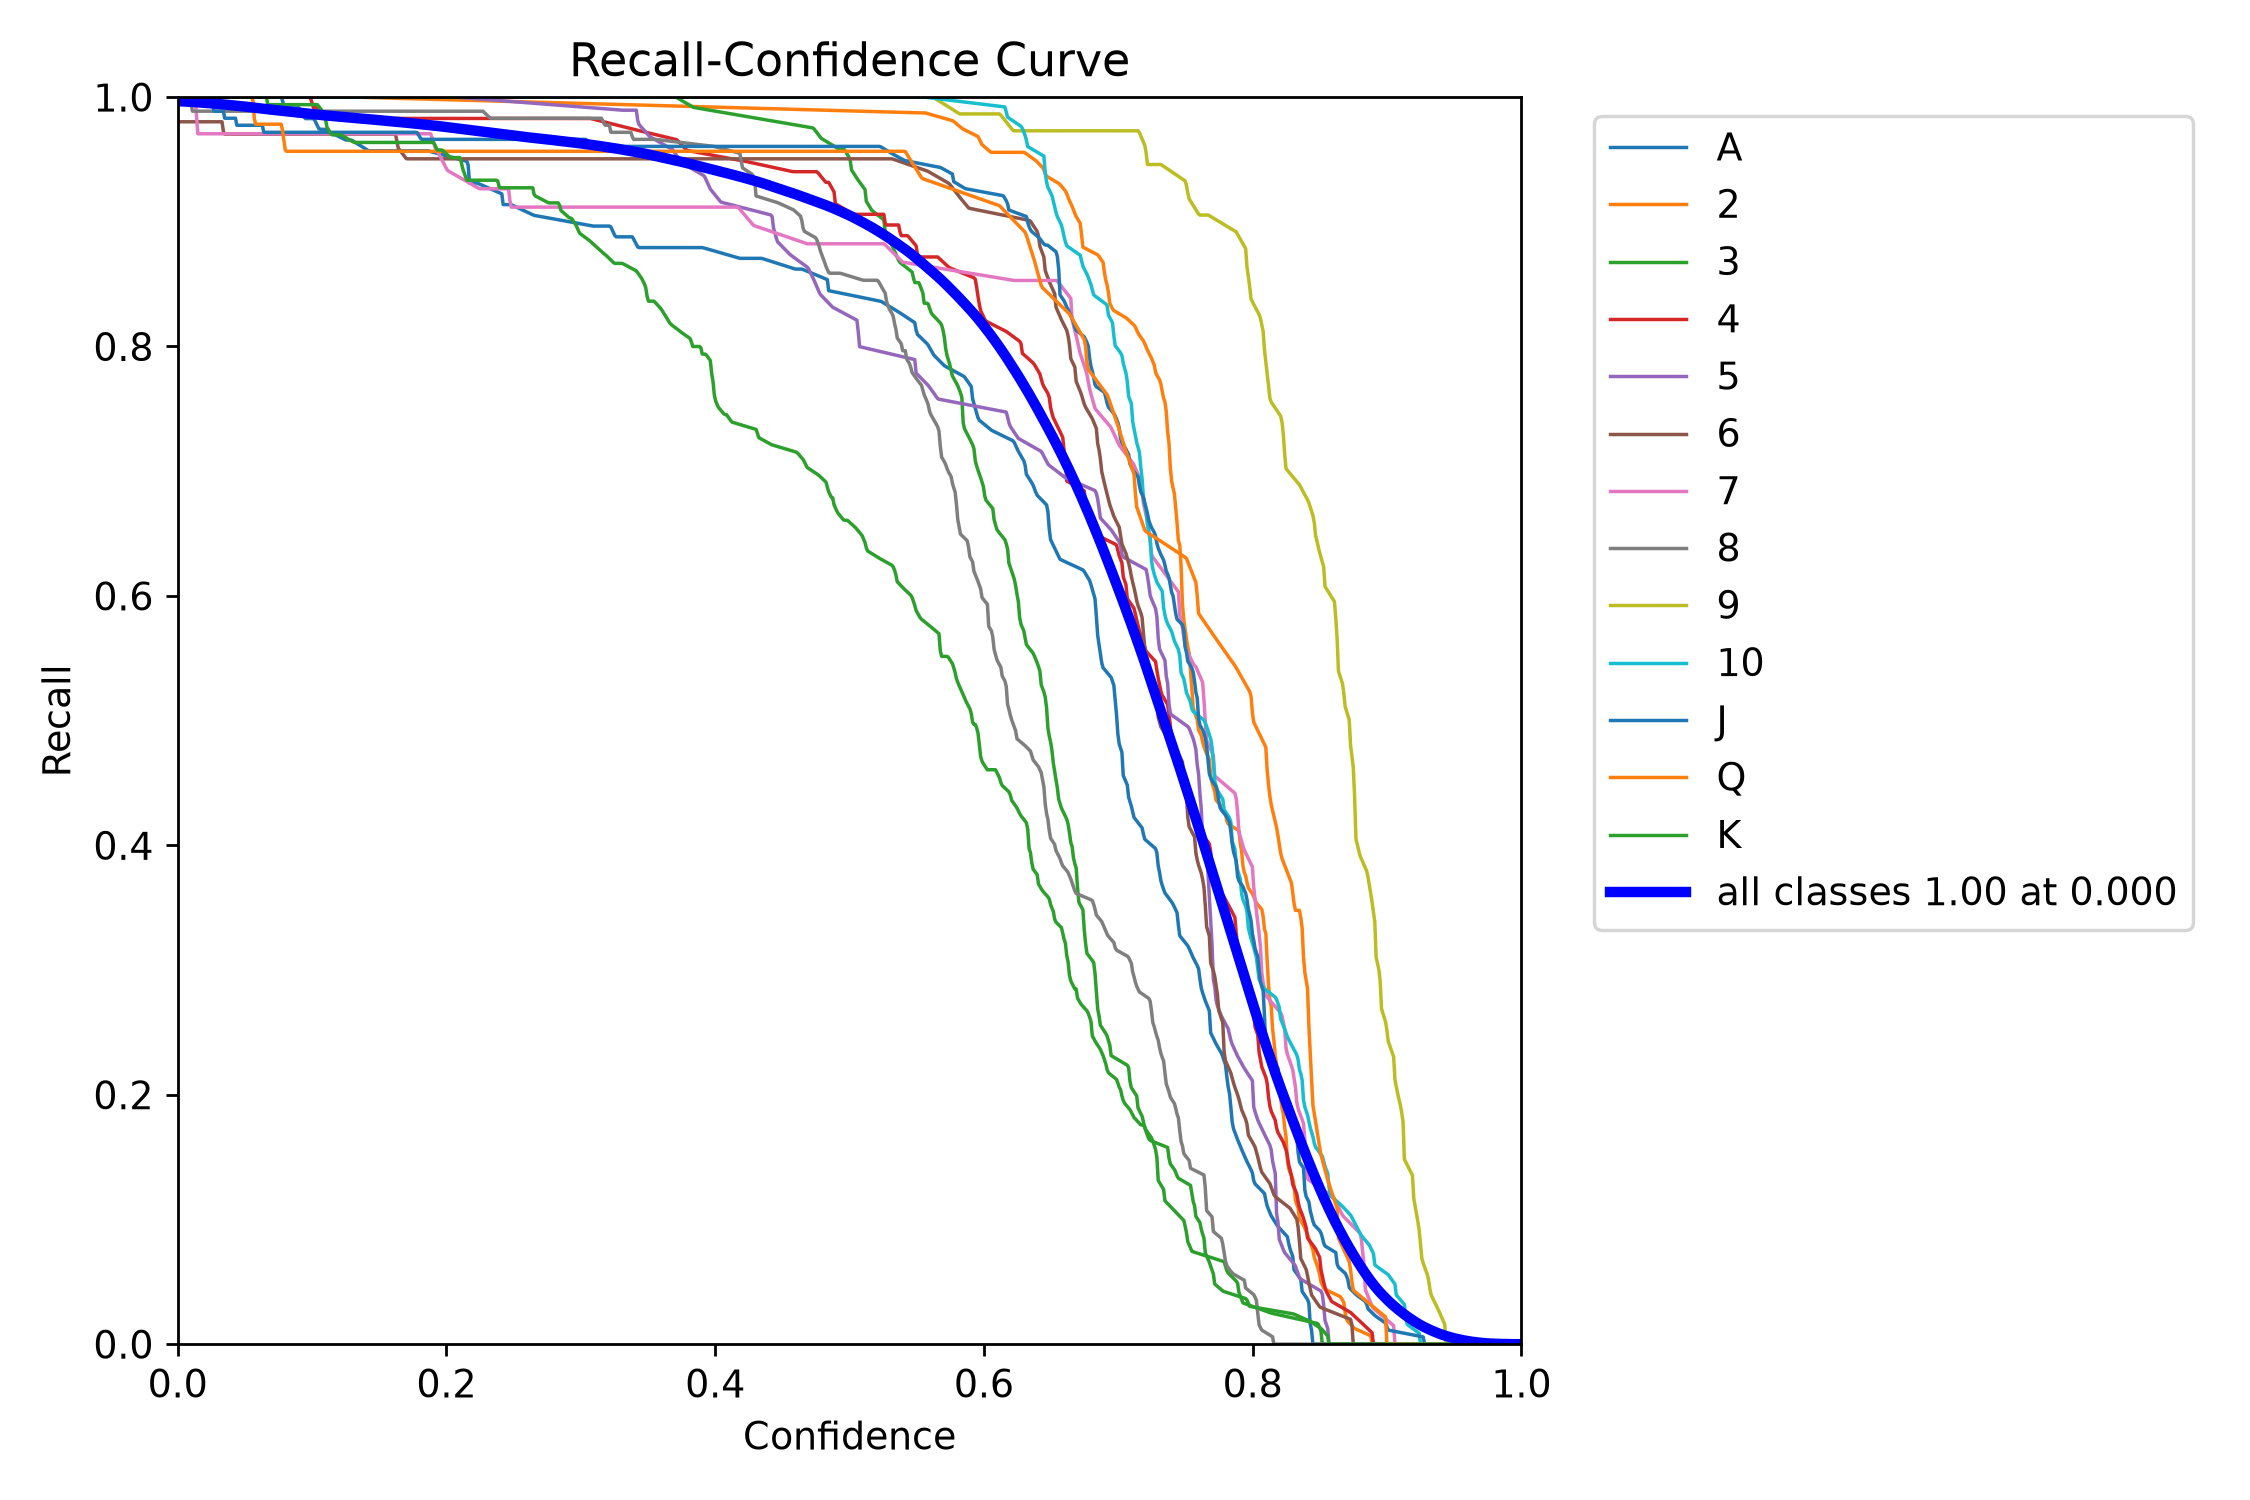 Recall-Confidence Curve
1.0
0.8
0.6
0.4
0.2
0.0
Recall
0.0 0.2 0.4 0.6 0.8 1.0
Confidence
A
2
3
4
5
6
7
8
9
10
J
Q
K
all classes 1.00 at 0.000